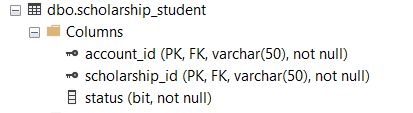 dbo.scholarship_student
Columns
account_id (PK, FK, varchar(50), not null)
scholarship_id (PK, FK, varchar(50), not null)
status (bit, not null)